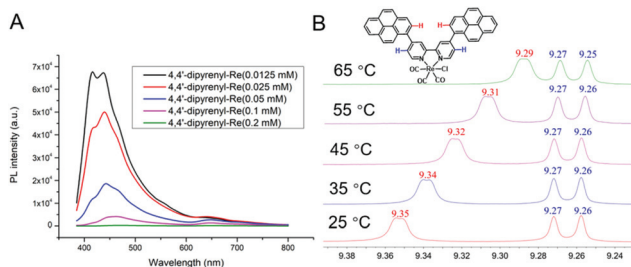 A
PL intensity (a.u.)
7x10⁴
6x10⁴
5x10⁴
4x10⁴
3x10⁴
2x10⁴
1x10⁴
0
4,4'-dipyrenyl-Re(0.0125 mM)
4,4'-dipyrenyl-Re(0.025 mM)
4,4'-dipyrenyl-Re(0.05 mM)
4,4'-dipyrenyl-Re(0.1 mM)
4,4'-dipyrenyl-Re(0.2 mM)
400 500 600 700 800
Wavelength (nm)
B
H H
H H
N N
OC Re Cl
OC CO
65 °C 9.29 9.27 9.25
55 °C 9.31 9.27 9.26
45 °C 9.32 9.27 9.26
35 °C 9.34 9.27 9.26
25 °C 9.35 9.27 9.26
9.38 9.36 9.34 9.32 9.30 9.28 9.26 9.24